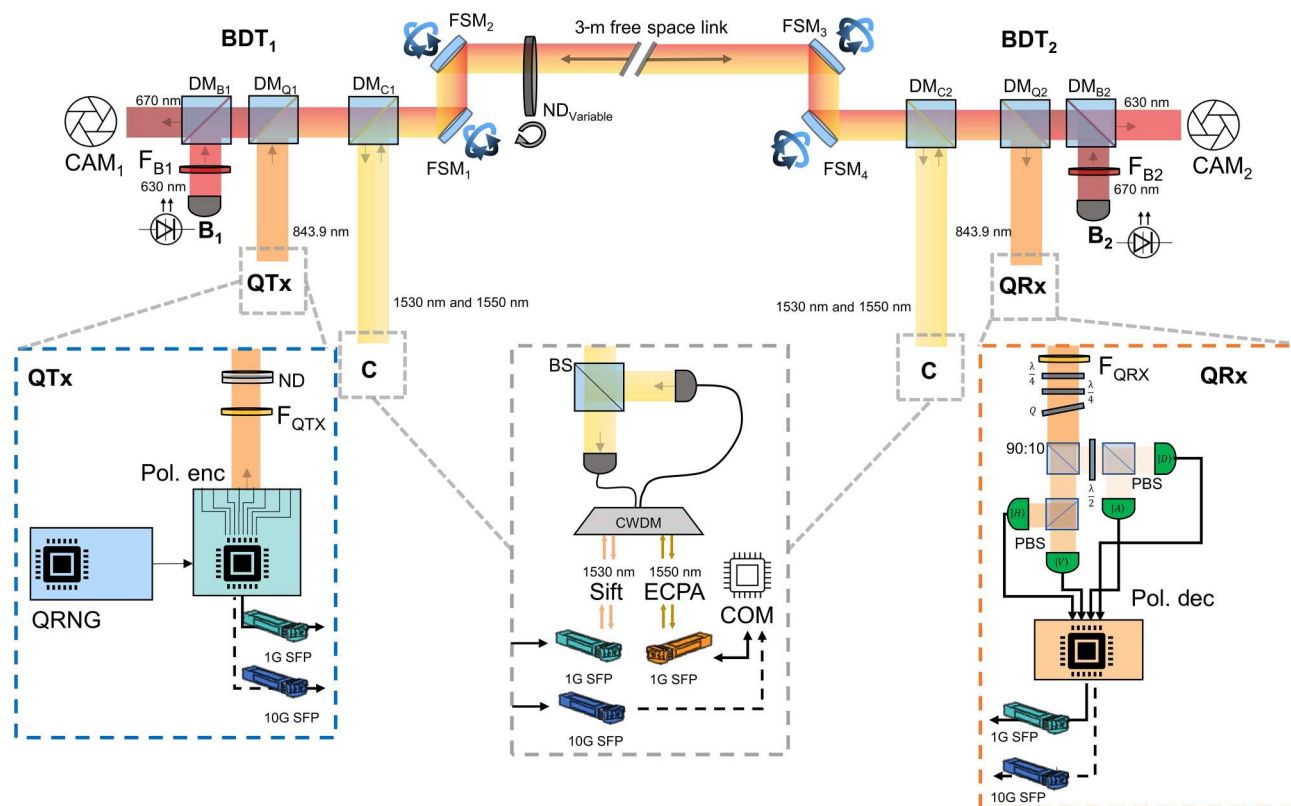 BDT1
FSM2
3-m free space link
FSM3
BDT2
DMB1
DMQ1
DMC1
NDVariable
DMC2
DMQ2
DMB2
670 nm
630 nm
CAM1
CAM2
FB1
FSM1
FSM4
FB2
630 nm
670 nm
B1
B2
843.9 nm
843.9 nm
QTx
QRx
1530 nm and 1550 nm
1530 nm and 1550 nm
C
C
QTx
ND
FQTX
Pol. enc
QRNG
1G SFP
10G SFP
BS
CWDM
1530 nm
1550 nm
Sift
ECPA
COM
1G SFP
1G SFP
10G SFP
QRx
FQRX
λ/4
λ/4
Q
90:10
λ/2
PBS
|D⟩
|H⟩
|A⟩
PBS
|V⟩
Pol. dec
1G SFP
10G SFP